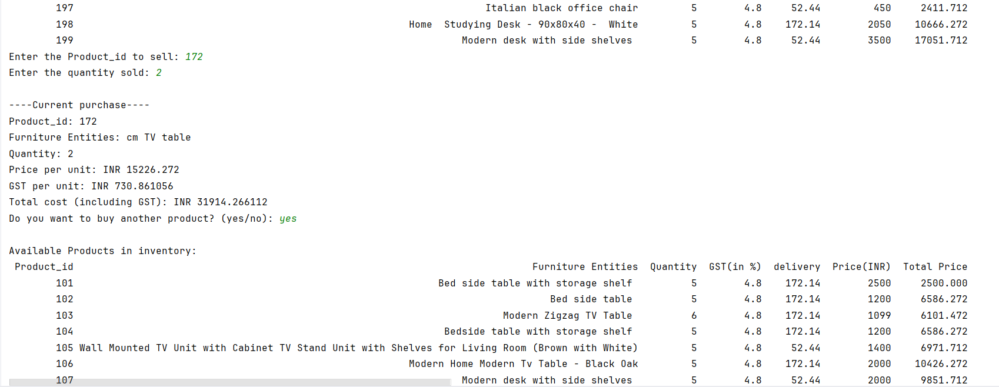 197 Italian black office chair 5 4.8 52.44 450 2411.712
198 Home  Studying Desk - 90x80x40 -  White 5 4.8 172.14 2050 10666.272
199 Modern desk with side shelves 5 4.8 52.44 3500 17051.712
Enter the Product_id to sell: 172
Enter the quantity sold: 2
----Current purchase----
Product_id: 172
Furniture Entities: cm TV table
Quantity: 2
Price per unit: INR 15226.272
GST per unit: INR 730.861056
Total cost (including GST): INR 31914.266112
Do you want to buy another product? (yes/no): yes
Available Products in inventory:
Product_id Furniture Entities Quantity GST(in %) delivery Price(INR) Total Price
101 Bed side table with storage shelf 5 4.8 172.14 2500 2500.000
102 Bed side table 5 4.8 172.14 1200 6586.272
103 Modern Zigzag TV Table 6 4.8 172.14 1099 6101.472
104 Bedside table with storage shelf 5 4.8 172.14 1200 6586.272
105 Wall Mounted TV Unit with Cabinet TV Stand Unit with Shelves for Living Room (Brown with White) 5 4.8 52.44 1400 6971.712
106 Modern Home Modern Tv Table - Black Oak 5 4.8 172.14 2000 10426.272
107 Modern desk with side shelves 5 4.8 52.44 2000 9851.712